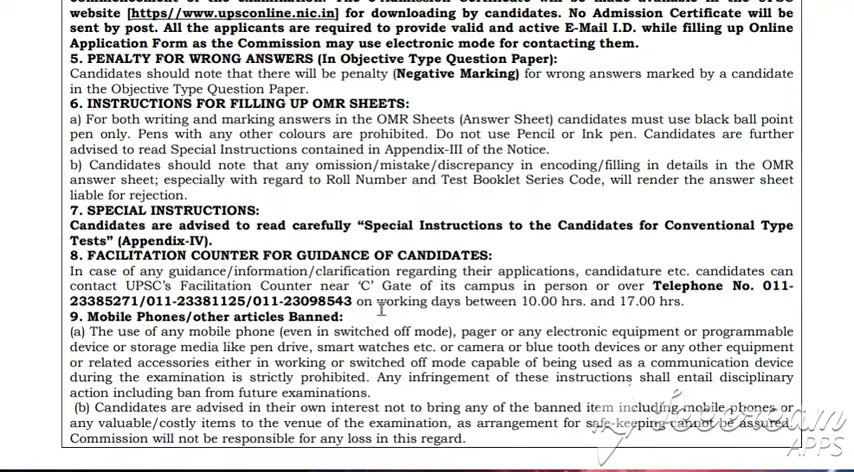 website [https//www.upsconline.nic.in] for downloading by candidates. No Admission Certificate will be
sent by post. All the applicants are required to provide valid and active E-Mail I.D. while filling up Online
Application Form as the Commission may use electronic mode for contacting them.
5. PENALTY FOR WRONG ANSWERS (In Objective Type Question Paper):
Candidates should note that there will be penalty (Negative Marking) for wrong answers marked by a candidate
in the Objective Type Question Paper.
6. INSTRUCTIONS FOR FILLING UP OMR SHEETS:
a) For both writing and marking answers in the OMR Sheets (Answer Sheet) candidates must use black ball point
pen only. Pens with any other colours are prohibited. Do not use Pencil or Ink pen. Candidates are further
advised to read Special Instructions contained in Appendix-III of the Notice.
b) Candidates should note that any omission/mistake/discrepancy in encoding/filling in details in the OMR
answer sheet; especially with regard to Roll Number and Test Booklet Series Code, will render the answer sheet
liable for rejection.
7. SPECIAL INSTRUCTIONS:
Candidates are advised to read carefully “Special Instructions to the Candidates for Conventional Type
Tests” (Appendix-IV).
8. FACILITATION COUNTER FOR GUIDANCE OF CANDIDATES:
In case of any guidance/information/clarification regarding their applications, candidature etc. candidates can
contact UPSC’s Facilitation Counter near ‘C’ Gate of its campus in person or over Telephone No. 011-
23385271/011-23381125/011-23098543 on working days between 10.00 hrs. and 17.00 hrs.
9. Mobile Phones/other articles Banned:
(a) The use of any mobile phone (even in switched off mode), pager or any electronic equipment or programmable
device or storage media like pen drive, smart watches etc. or camera or blue tooth devices or any other equipment
or related accessories either in working or switched off mode capable of being used as a communication device
during the examination is strictly prohibited. Any infringement of these instructions shall entail disciplinary
action including ban from future examinations.
(b) Candidates are advised in their own interest not to bring any of the banned item including mobile phones or
any valuable/costly items to the venue of the examination, as arrangement for safe-keeping cannot be assured.
Commission will not be responsible for any loss in this regard.
APPS